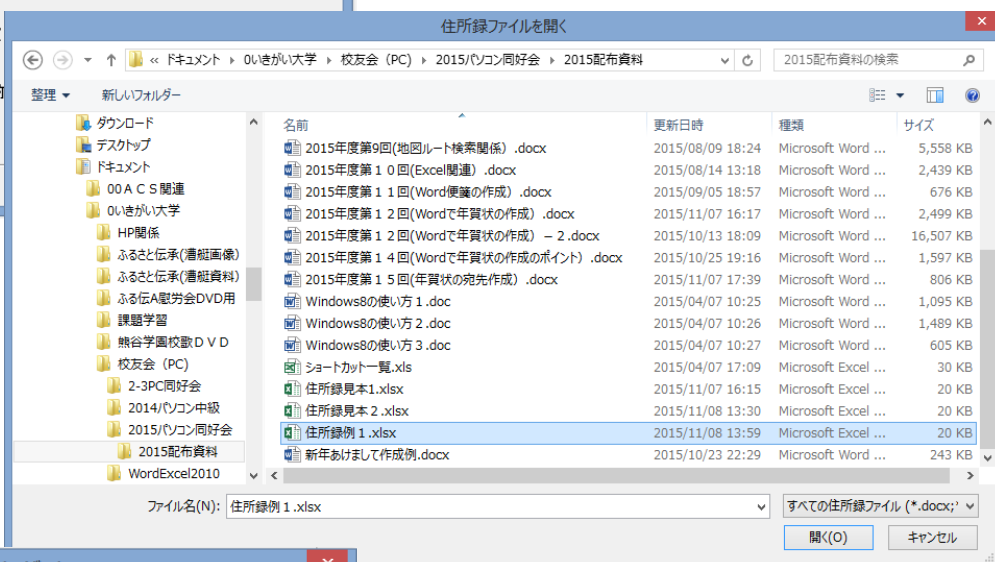 住所録ファイルを開く
« ドキュメント ▸ 0いきがい大学 ▸ 校友会（PC) ▸ 2015パソコン同好会 ▸ 2015配布資料
2015配布資料の検索
整理 ▼ 新しいフォルダー
ダウンロード
デスクトップ
ドキュメント
00ＡＣＳ関連
0いきがい大学
HP関係
ふるさと伝承(漕艇画像)
ふるさと伝承(漕艇資料)
ふる伝A慰労会DVD用
課題学習
熊谷学園校歌ＤＶＤ
校友会（PC)
2-3PC同好会
2014パソコン中級
2015パソコン同好会
2015配布資料
WordExcel2010
名前 更新日時 種類 サイズ
2015年度第9回(地図ルート検索関係）.docx 2015/08/09 18:24 Microsoft Word ... 5,558 KB
2015年度第１０回(Excel関連）.docx 2015/08/14 13:18 Microsoft Word ... 2,439 KB
2015年度第１１回(Word便箋の作成）.docx 2015/09/05 18:57 Microsoft Word ... 676 KB
2015年度第１２回(Wordで年賀状の作成）.docx 2015/11/07 16:17 Microsoft Word ... 2,499 KB
2015年度第１２回(Wordで年賀状の作成）－２.docx 2015/10/13 18:09 Microsoft Word ... 16,507 KB
2015年度第１４回(Wordで年賀状の作成のポイント）.docx 2015/10/25 19:16 Microsoft Word ... 1,597 KB
2015年度第１５回(年賀状の宛先作成）.docx 2015/11/07 17:39 Microsoft Word ... 806 KB
Windows8の使い方１.doc 2015/04/07 10:25 Microsoft Word ... 1,095 KB
Windows8の使い方２.doc 2015/04/07 10:26 Microsoft Word ... 1,489 KB
Windows8の使い方３.doc 2015/04/07 10:27 Microsoft Word ... 605 KB
ショートカット一覧.xls 2015/04/07 17:09 Microsoft Excel ... 30 KB
住所録見本1.xlsx 2015/11/07 16:15 Microsoft Excel ... 20 KB
住所録見本２.xlsx 2015/11/08 13:30 Microsoft Excel ... 20 KB
住所録例１.xlsx 2015/11/08 13:59 Microsoft Excel ... 20 KB
新年あけまして作成例.docx 2015/10/23 22:29 Microsoft Word ... 243 KB
ファイル名(N): 住所録例１.xlsx すべての住所録ファイル (*.docx;*
開く(O) キャンセル